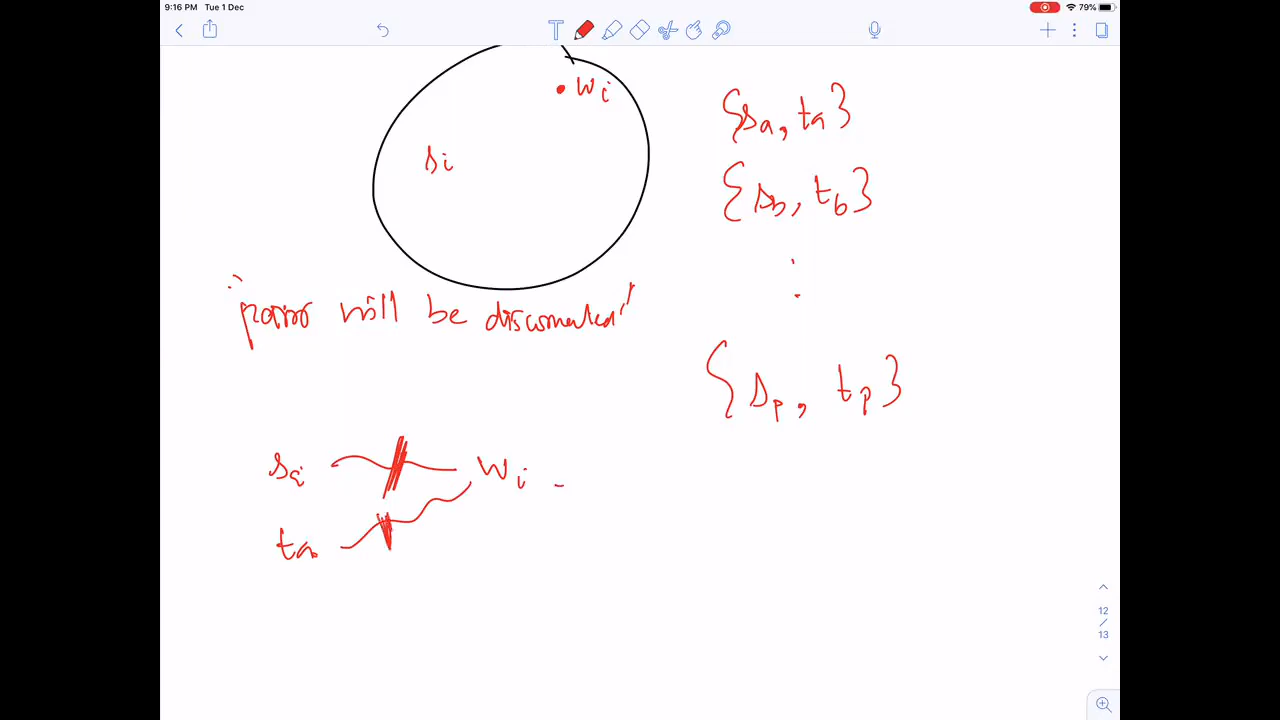 9:16 PM Tue 1 Dec
79%
T
wi
{sa, ta}
si
{sb, tb}
"pairs will be disconnected"
{sp, tp}
si
wi -
ta
12
/
13